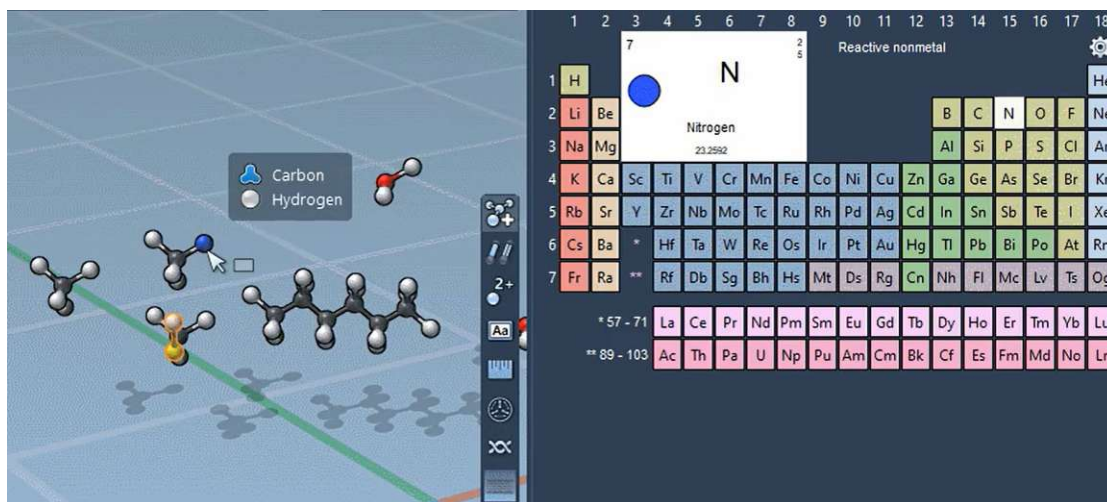 1 2 3 4 5 6 7 8 9 10 11 12 13 14 15 16 17 18
7 2 Reactive nonmetal
5
N
Nitrogen
23.2592
1 H He
2 Li Be B C N O F Ne
3 Na Mg Al Si P S Cl Ar
4 K Ca Sc Ti V Cr Mn Fe Co Ni Cu Zn Ga Ge As Se Br Kr
5 Rb Sr Y Zr Nb Mo Tc Ru Rh Pd Ag Cd In Sn Sb Te I Xe
6 Cs Ba * Hf Ta W Re Os Ir Pt Au Hg Tl Pb Bi Po At Rn
7 Fr Ra ** Rf Db Sg Bh Hs Mt Ds Rg Cn Nh Fl Mc Lv Ts Og
* 57 - 71 La Ce Pr Nd Pm Sm Eu Gd Tb Dy Ho Er Tm Yb Lu
** 89 - 103 Ac Th Pa U Np Pu Am Cm Bk Cf Es Fm Md No Lr
Carbon
Hydrogen
2+
Aa